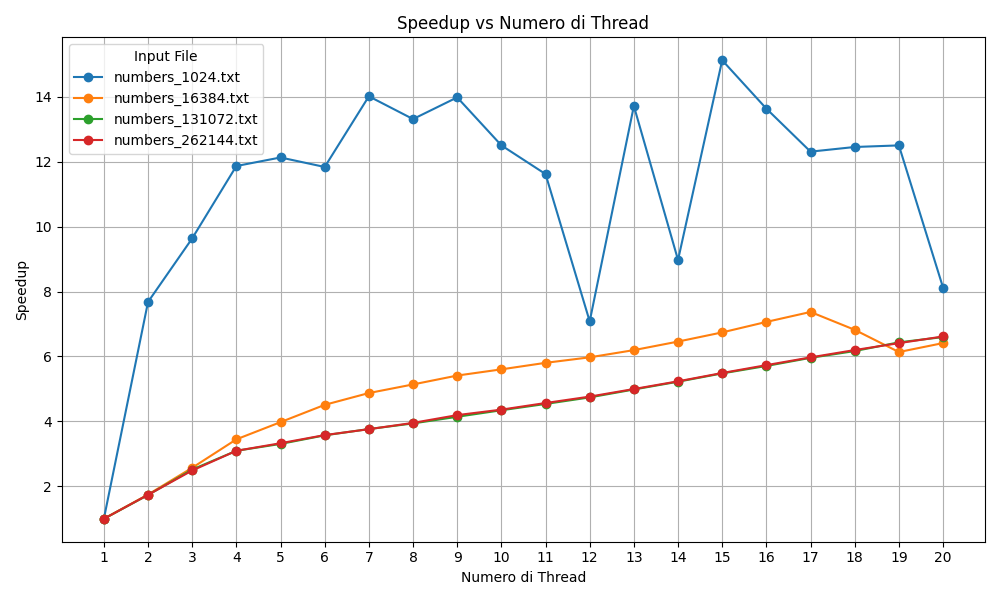 Speedup vs Numero di Thread
Input File
numbers_1024.txt
numbers_16384.txt
numbers_131072.txt
numbers_262144.txt
Speedup
14
12
10
8
6
4
2
1 2 3 4 5 6 7 8 9 10 11 12 13 14 15 16 17 18 19 20
Numero di Thread